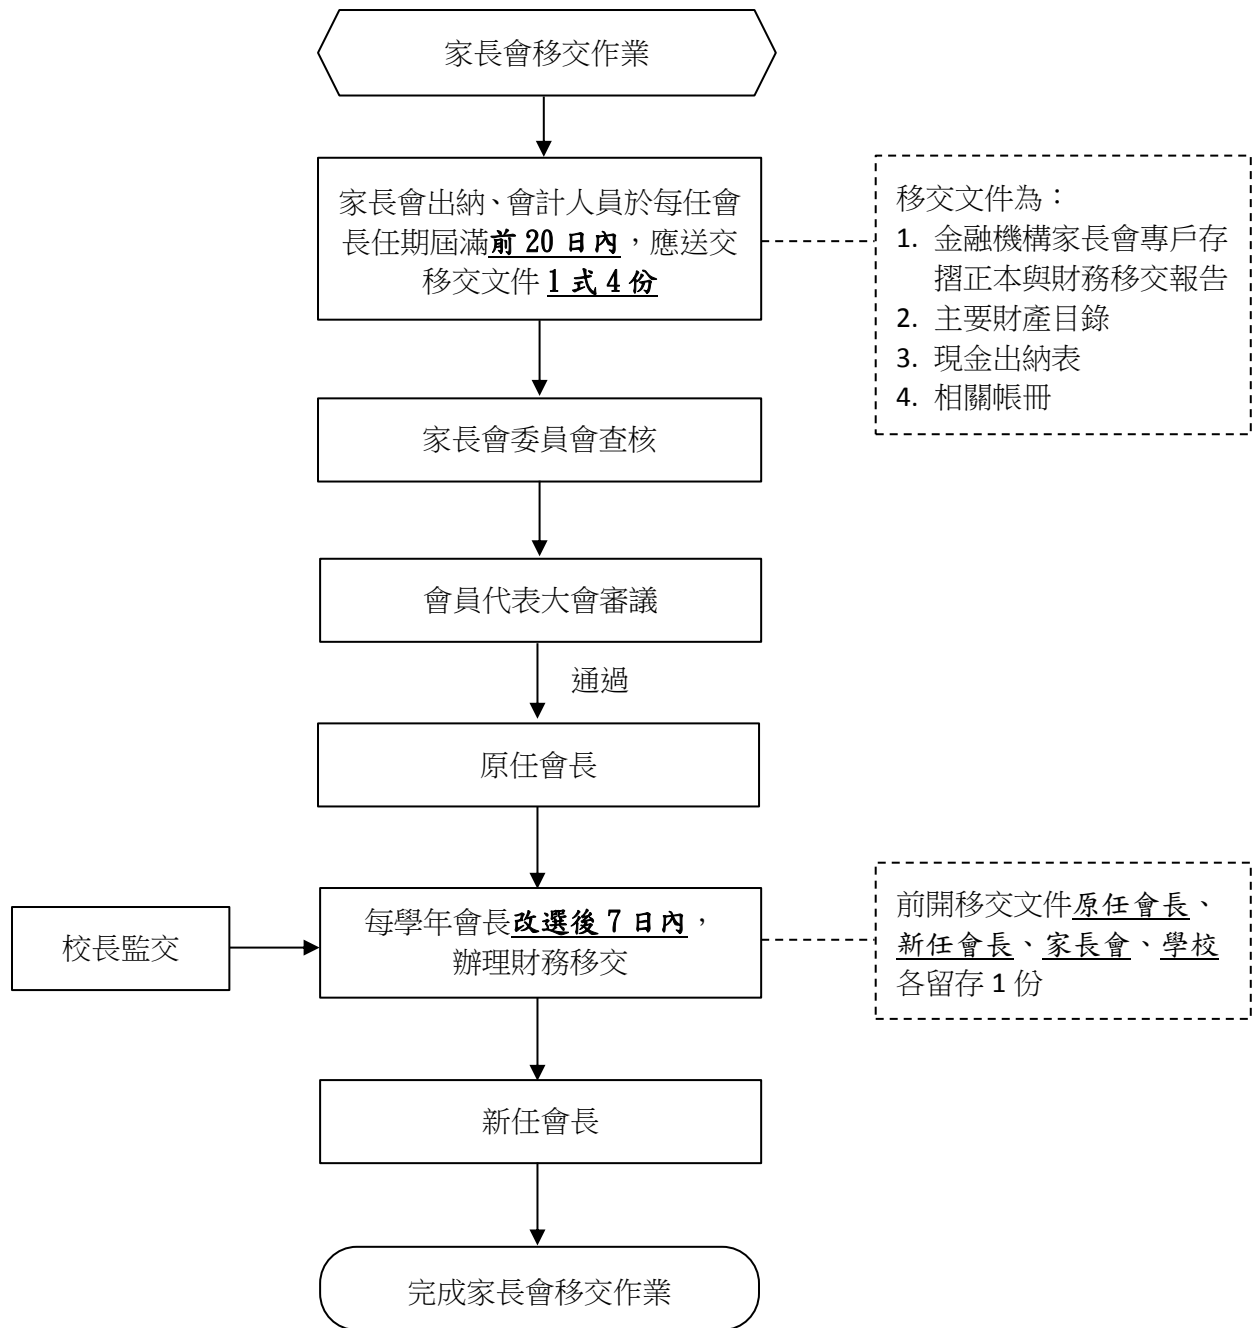 家長會移交作業
家長會出納、會計人員於每任會
長任期屆滿前 20 日內，應送交
移交文件 1 式 4 份
移交文件為：
1. 金融機構家長會專戶存
摺正本與財務移交報告
2. 主要財產目錄
3. 現金出納表
4. 相關帳冊
家長會委員會查核
會員代表大會審議
通過
原任會長
校長監交
每學年會長改選後 7 日內，
辦理財務移交
前開移交文件原任會長、
新任會長、家長會、學校
各留存 1 份
新任會長
完成家長會移交作業